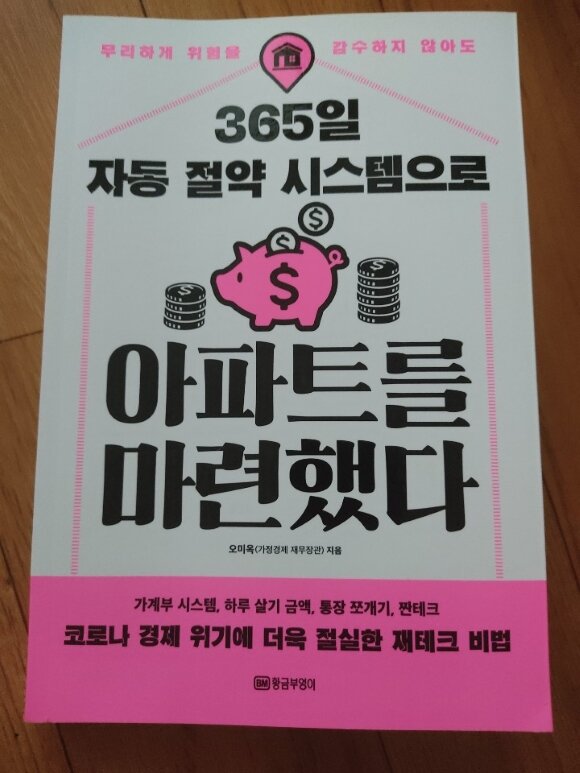 무리하게 위험을 감수하지 않아도
365일
자동 절약 시스템으로
$
$
$
$
$
아파트를
마련했다
오미옥(가정경제 재무장관) 지음
가계부 시스템, 하루 살기 금액, 통장 쪼개기, 짠테크
코로나 경제 위기에 더욱 절실한 재테크 비법
BM 황금부엉이